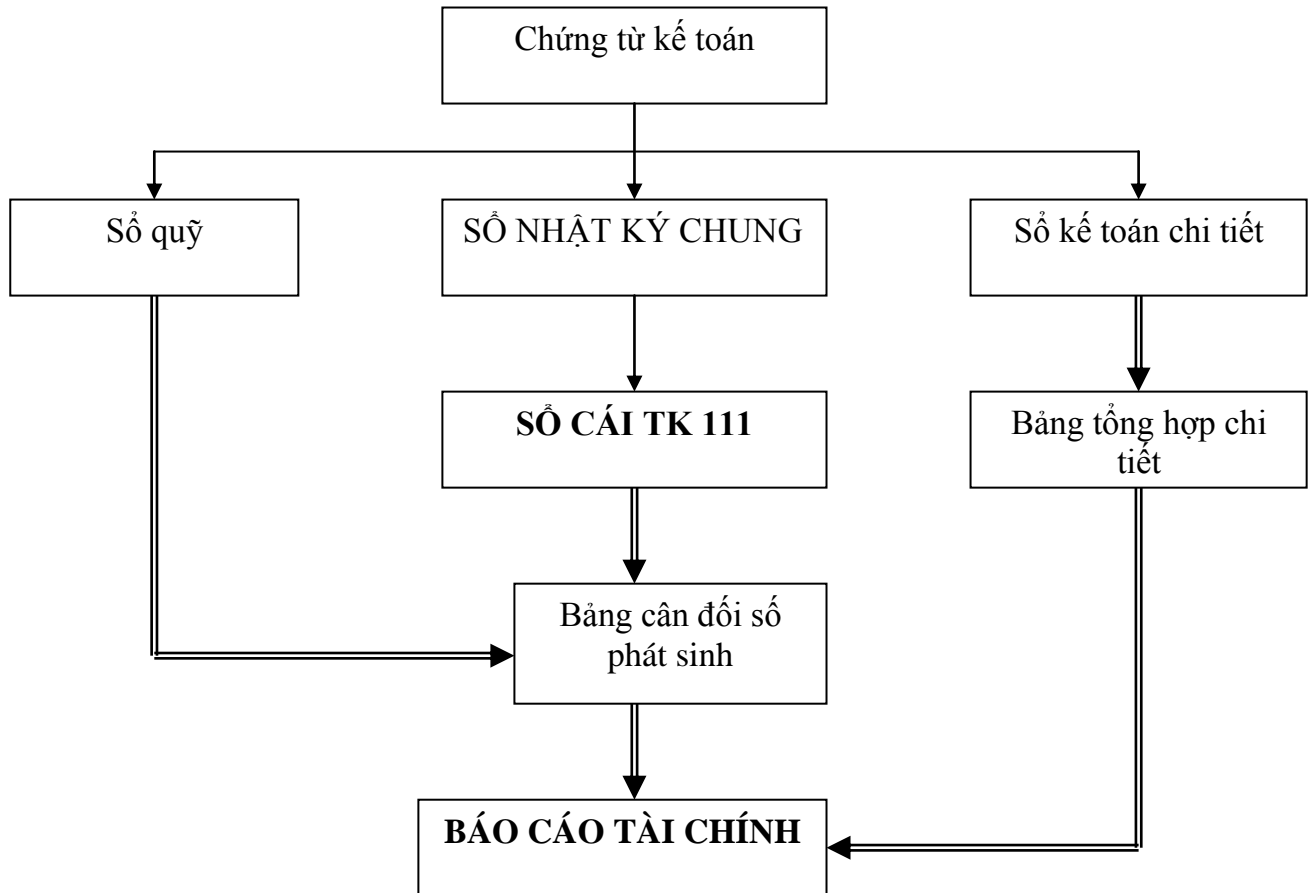 Chứng từ kế toán
Sổ quỹ
SỔ NHẬT KÝ CHUNG
Sổ kế toán chi tiết
SỔ CÁI TK 111
Bảng tổng hợp chi
tiết
Bảng cân đối số
phát sinh
BÁO CÁO TÀI CHÍNH